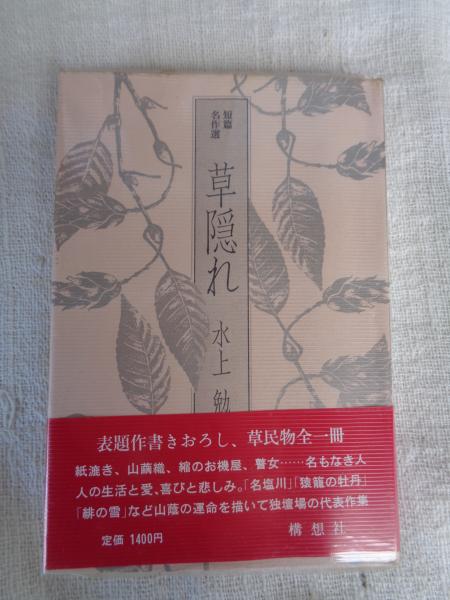 短篇
名作選
草隠れ
水上 勉
表題作書きおろし、草民物全一冊
紙漉き、山繭織、縮のお機屋、瞽女……名もなき人
人の生活と愛、喜びと悲しみ。「名塩川」「猿籠の牡丹」
「緋の雪」など山蔭の運命を描いて独壇場の代表作集
定価 1400円
構想社